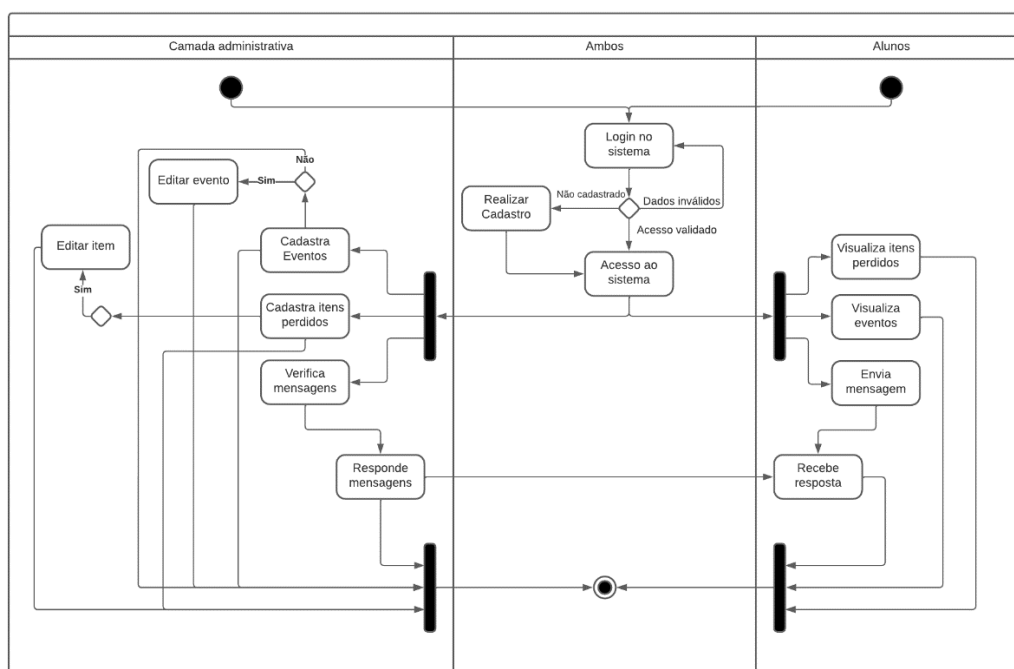 Camada administrativa
Ambos
Alunos
Login no
sistema
Não
Editar evento
Sim
Realizar
Cadastro
Não cadastrado
Dados inválidos
Acesso validado
Editar item
Cadastra
Eventos
Acesso ao
sistema
Visualiza itens
perdidos
Sim
Cadastra itens
perdidos
Visualiza
eventos
Verifica
mensagens
Envia
mensagem
Responde
mensagens
Recebe
resposta